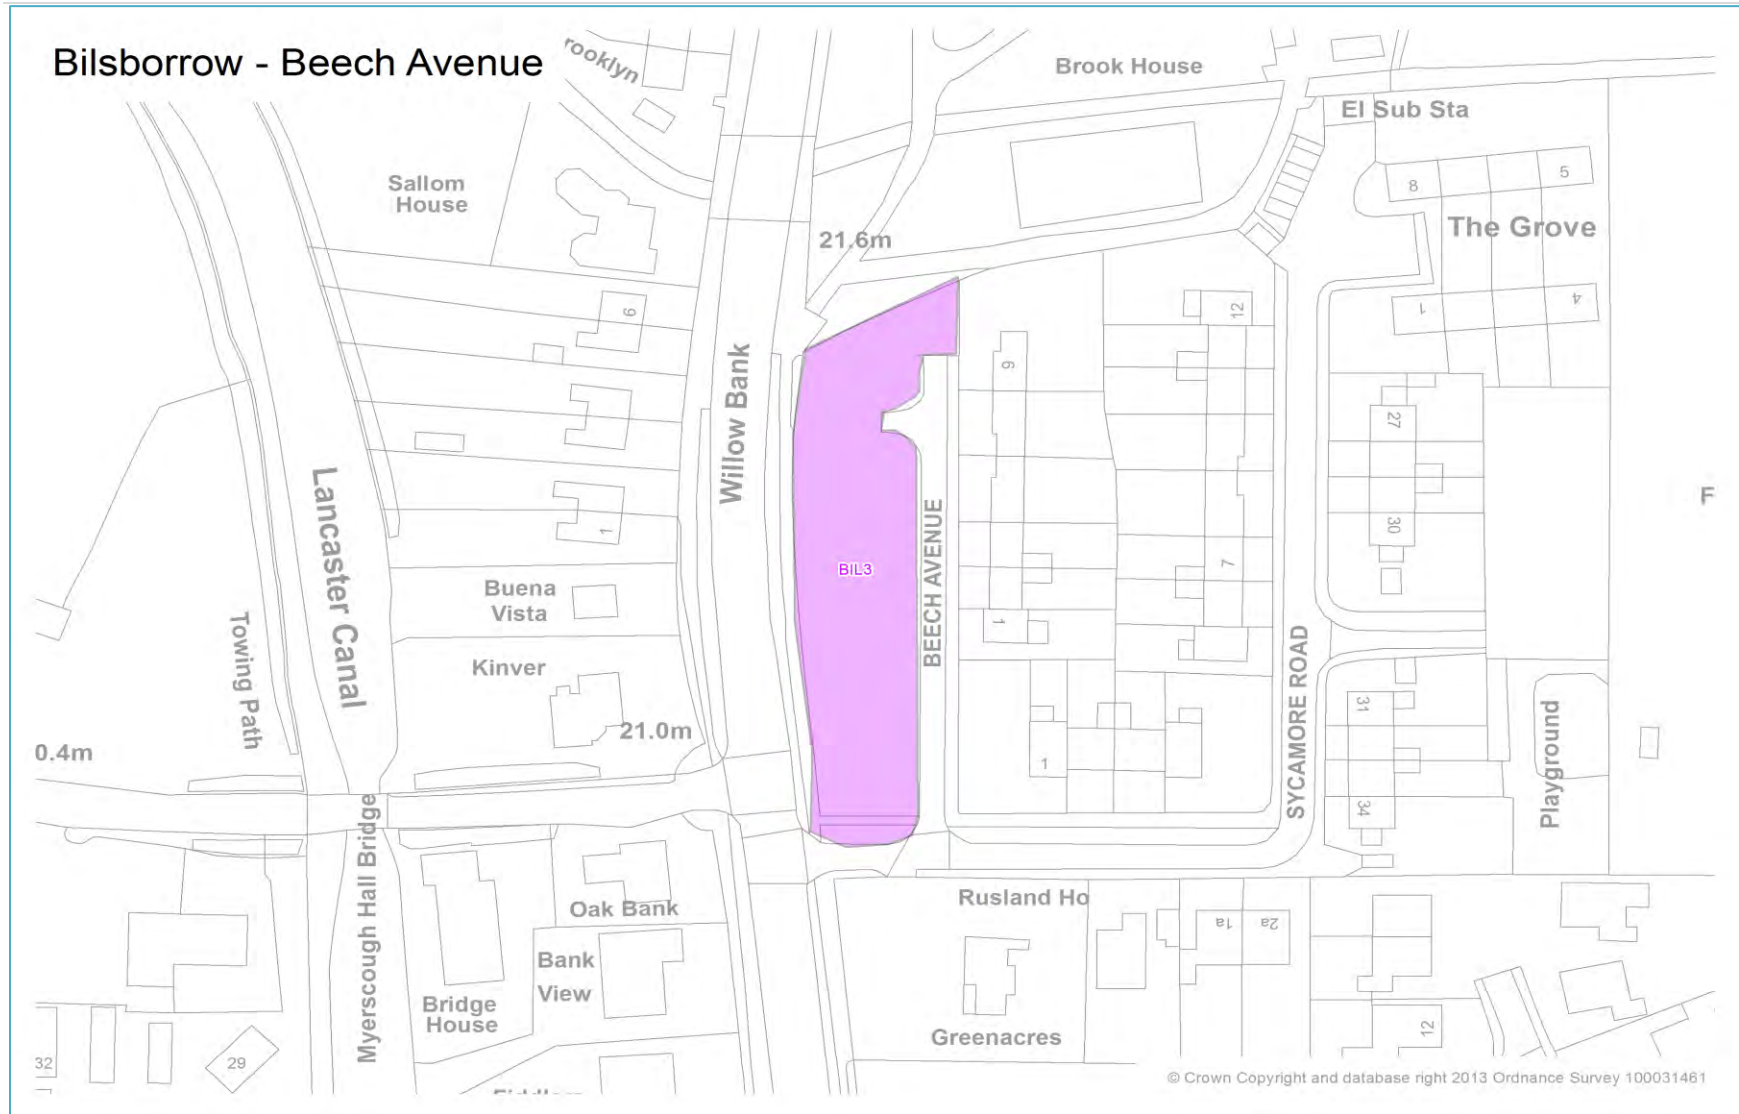 Bilsborrow - Beech Avenue
rooklyn
Brook House
El Sub Sta
Sallom
House
8
5
The Grove
21.6m
6
12
1
4
Willow Bank
9
27
Lancaster Canal
F
1
30
BIL3
BEECH AVENUE
7
Buena
Vista
1
Towing Path
Kinver
SYCAMORE ROAD
31
21.0m
0.4m
1
Playground
34
Myerscough Hall Bridge
Rusland Ho
Oak Bank
1a
2a
Bank
View
Bridge
House
Greenacres
12
32
29
© Crown Copyright and database right 2013 Ordnance Survey 100031461